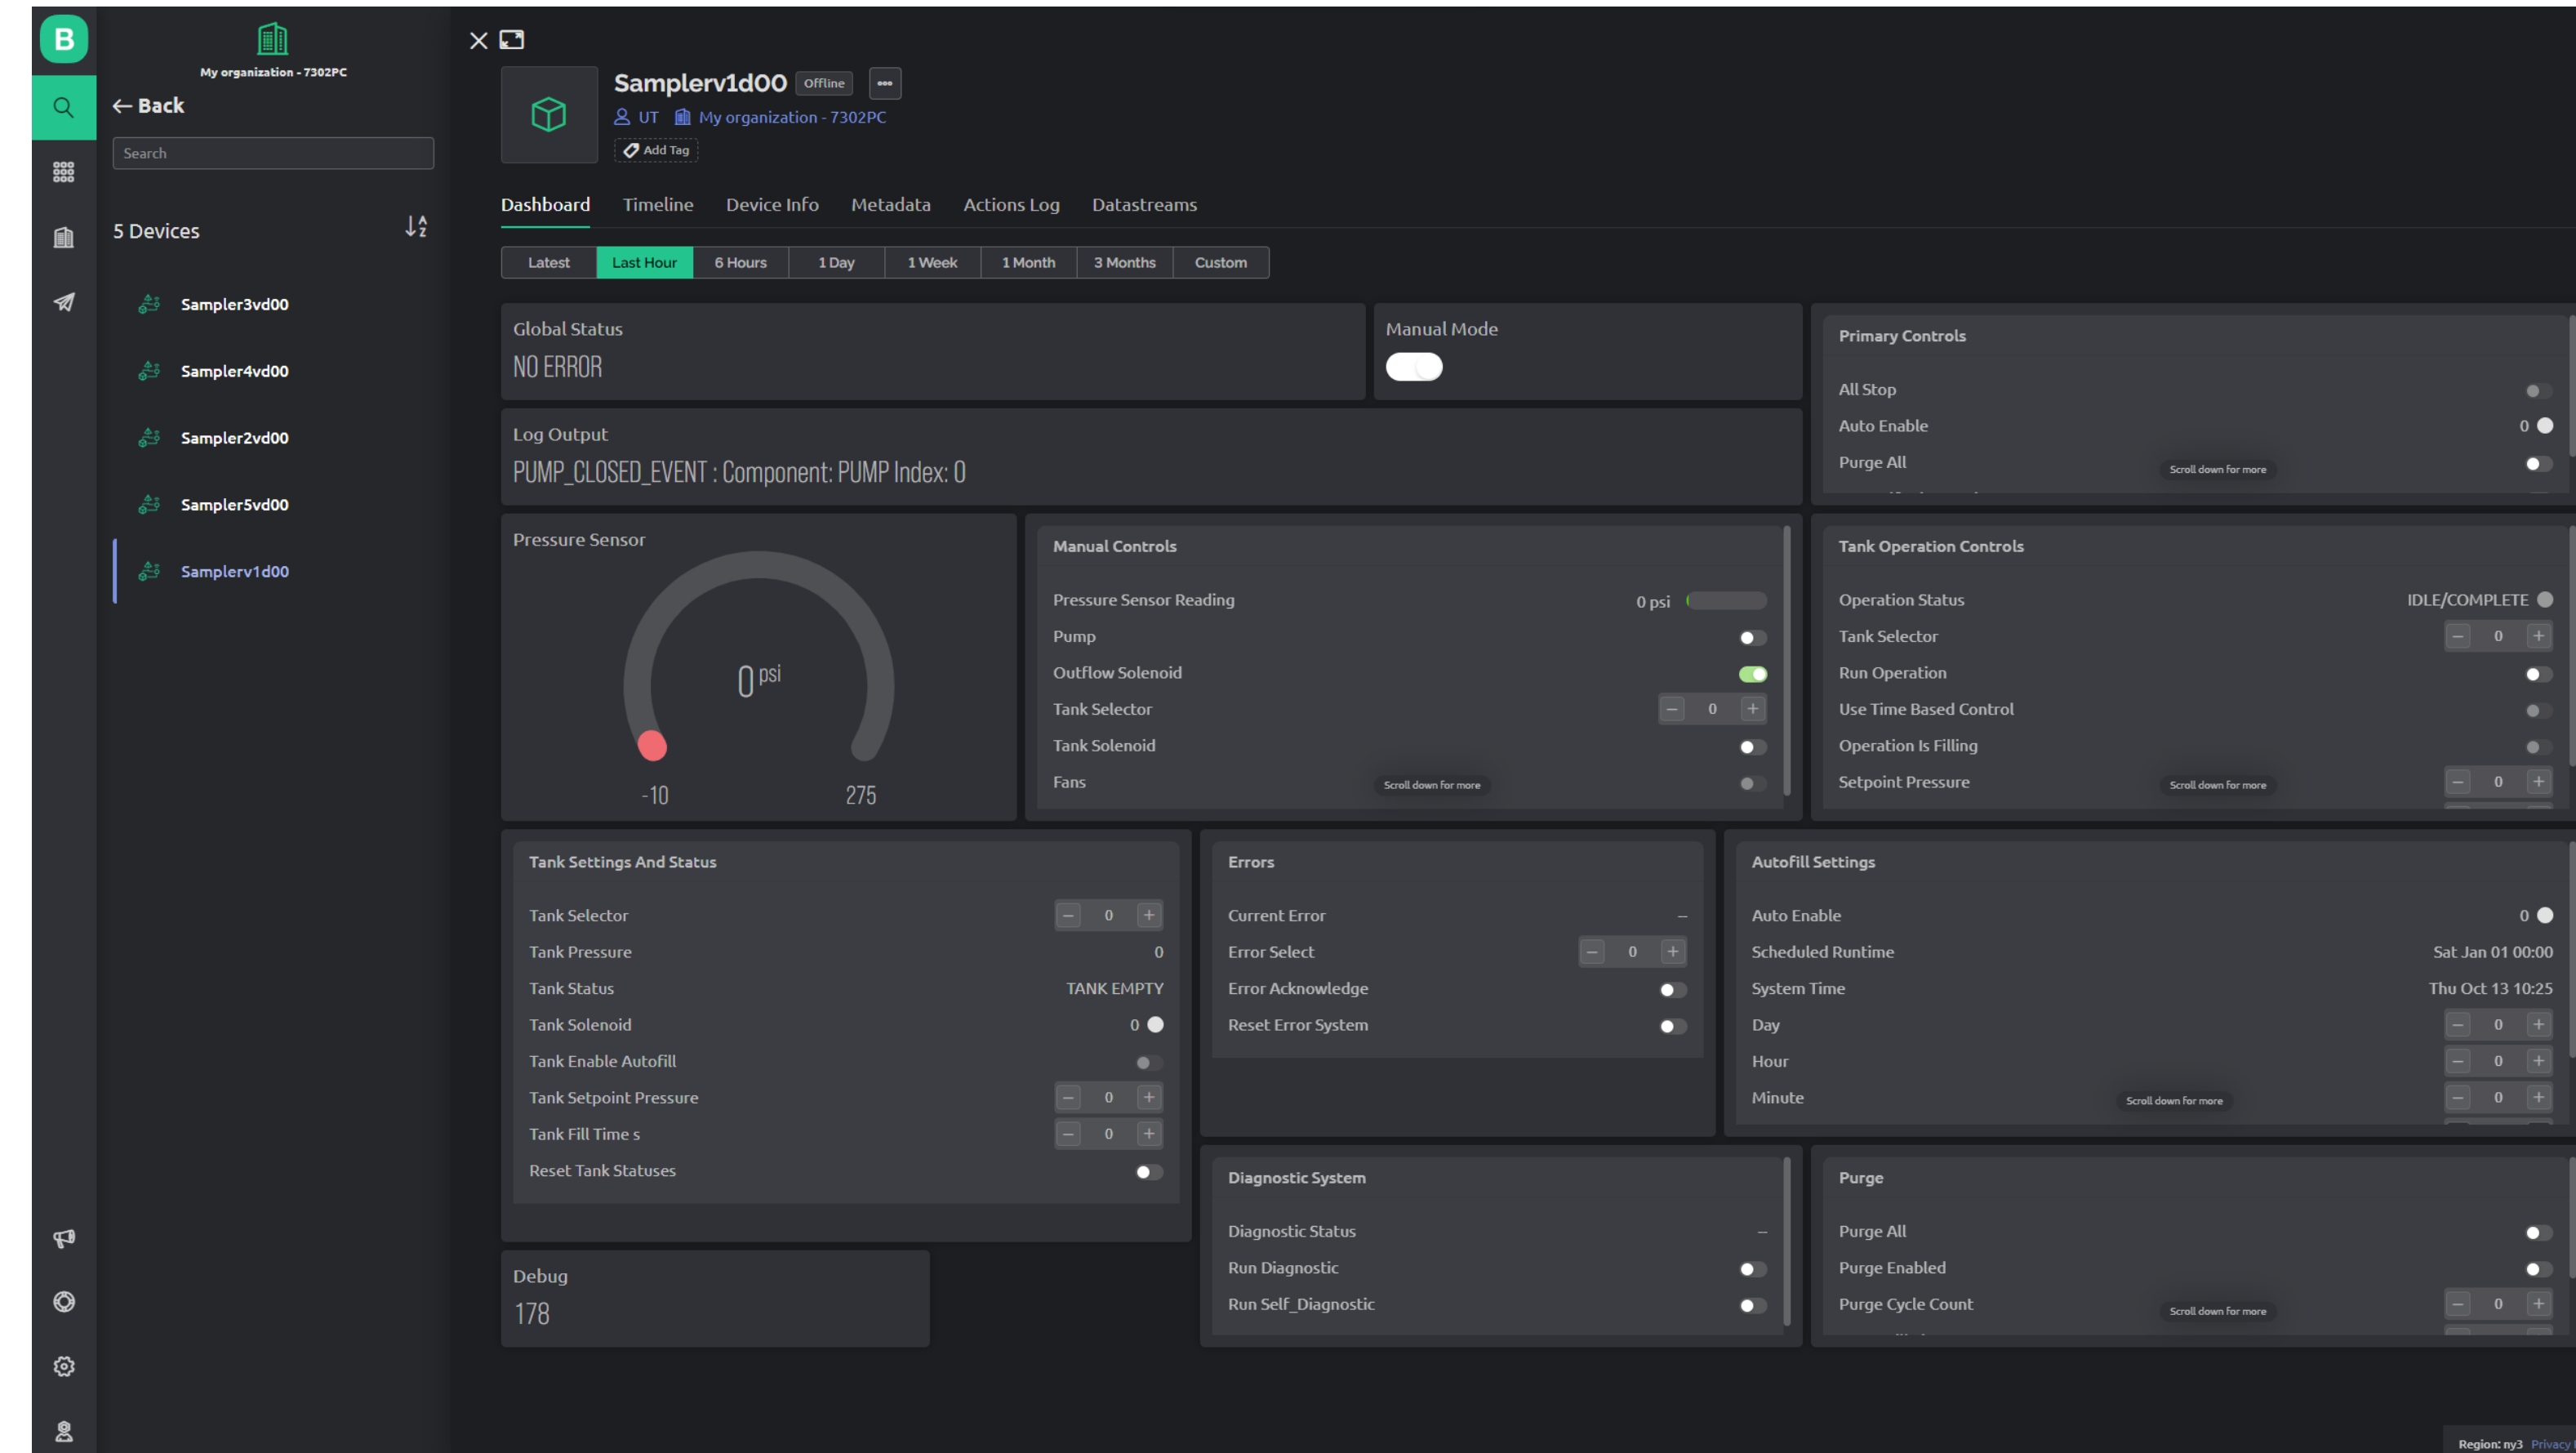 B
My organization - 7302PC
← Back
Search
5 Devices
Sampler3vd00
Sampler4vd00
Sampler2vd00
Sampler5vd00
Samplerv1d00
Samplerv1d00 Offline
UT My organization - 7302PC
Add Tag
Dashboard Timeline Device Info Metadata Actions Log Datastreams
Latest Last Hour 6 Hours 1 Day 1 Week 1 Month 3 Months Custom
Global Status
NO ERROR
Manual Mode
Log Output
PUMP_CLOSED_EVENT : Component: PUMP Index: 0
Primary Controls
All Stop
Auto Enable 0
Purge All
Scroll down for more
Pressure Sensor
0 psi
-10 275
Manual Controls
Pressure Sensor Reading 0 psi
Pump
Outflow Solenoid
Tank Selector − 0 +
Tank Solenoid
Fans
Scroll down for more
Tank Operation Controls
Operation Status IDLE/COMPLETE
Tank Selector − 0 +
Run Operation
Use Time Based Control
Operation Is Filling
Setpoint Pressure − 0 +
Scroll down for more
Tank Settings And Status
Tank Selector − 0 +
Tank Pressure 0
Tank Status TANK EMPTY
Tank Solenoid 0
Tank Enable Autofill
Tank Setpoint Pressure − 0 +
Tank Fill Time s − 0 +
Reset Tank Statuses
Errors
Current Error –
Error Select − 0 +
Error Acknowledge
Reset Error System
Autofill Settings
Auto Enable 0
Scheduled Runtime Sat Jan 01 00:00
System Time Thu Oct 13 10:25
Day − 0 +
Hour − 0 +
Minute − 0 +
Scroll down for more
Debug
178
Diagnostic System
Diagnostic Status –
Run Diagnostic
Run Self_Diagnostic
Purge
Purge All
Purge Enabled
Purge Cycle Count − 0 +
Scroll down for more
Region: ny3 Privacy